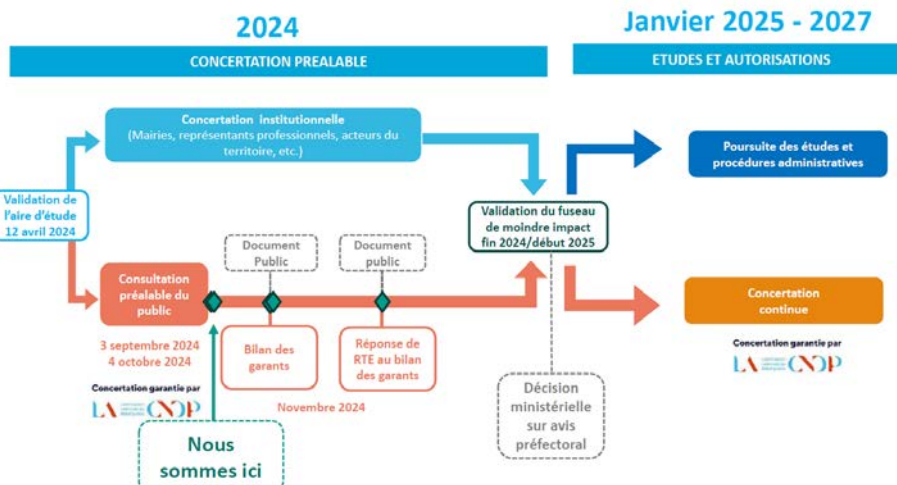 2024
Janvier 2025 - 2027
CONCERTATION PREALABLE
ETUDES ET AUTORISATIONS
Concertation institutionnelle
(Mairies, représentants professionnels, acteurs du
territoire, etc.)
Poursuite des études et
procédures administratives
Validation de
l'aire d'étude
12 avril 2024
Validation du fuseau
de moindre impact
fin 2024/début 2025
Document
Public
Document
public
Consultation
préalable du
public
Concertation
continue
3 septembre 2024
4 octobre 2024
Bilan des
garants
Réponse de
RTE au bilan
des garants
Concertation garantie par
LA CNDP
Novembre 2024
Concertation garantie par
LA CNDP
Décision
ministérielle
sur avis
préfectoral
Nous
sommes ici